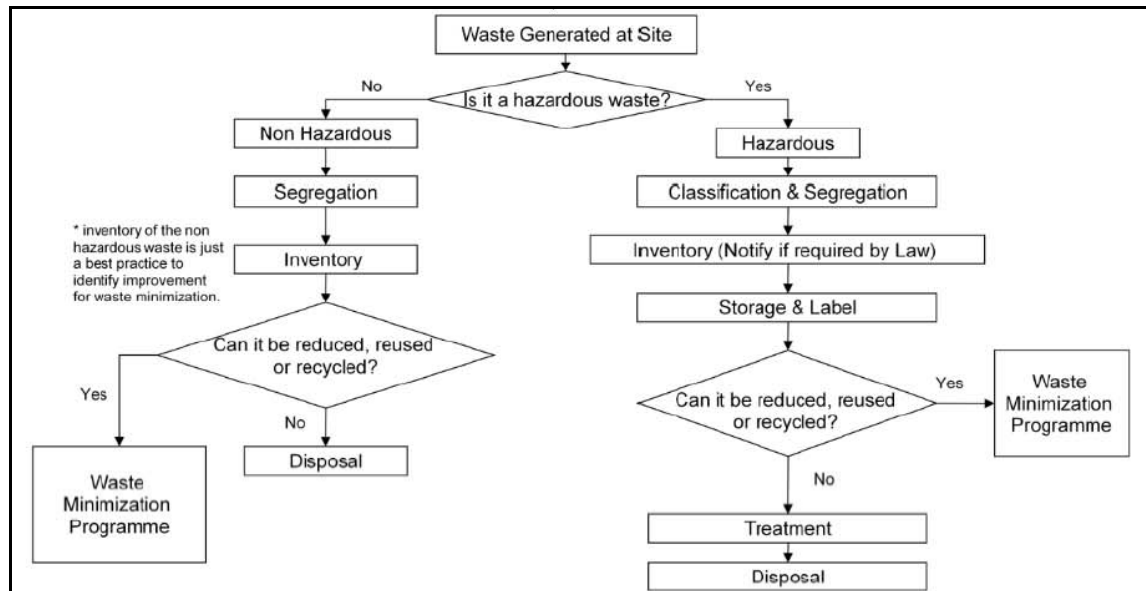 Waste Generated at Site
Is it a hazardous waste?
No
Yes
Non Hazardous
Segregation
* inventory of the non
hazardous waste is just
a best practice to
identify improvement
for waste minimization.
Inventory
Can it be reduced, reused
or recycled?
Yes
No
Waste
Minimization
Programme
Disposal
Hazardous
Classification & Segregation
Inventory (Notify if required by Law)
Storage & Label
Can it be reduced, reused
or recycled?
Yes
Waste
Minimization
Programme
No
Treatment
Disposal